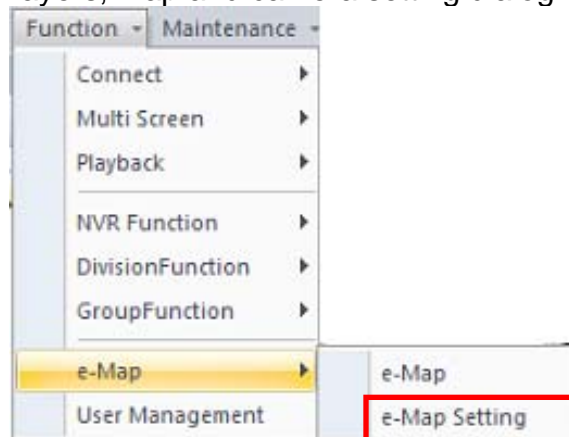 Function Maintenance
Connect
Multi Screen
Playback
NVR Function
DivisionFunction
GroupFunction
e-Map e-Map
User Management e-Map Setting